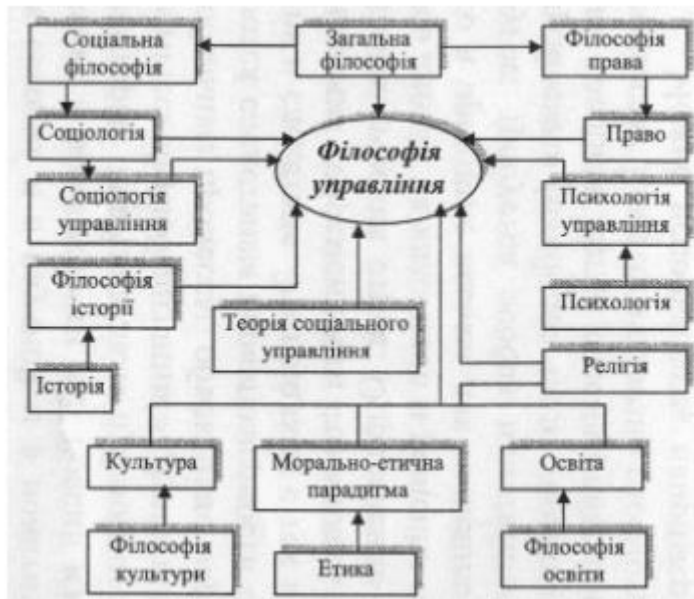 Соціальна
філософія
Загальна
філософія
Філософія
права
Соціологія
Філософія
управління
Право
Соціологія
управління
Психологія
управління
Філософія
історії
Теорія соціального
управління
Психологія
Історія
Релігія
Культура
Морально-етична
парадигма
Освіта
Філософія
культури
Етика
Філософія
освіти